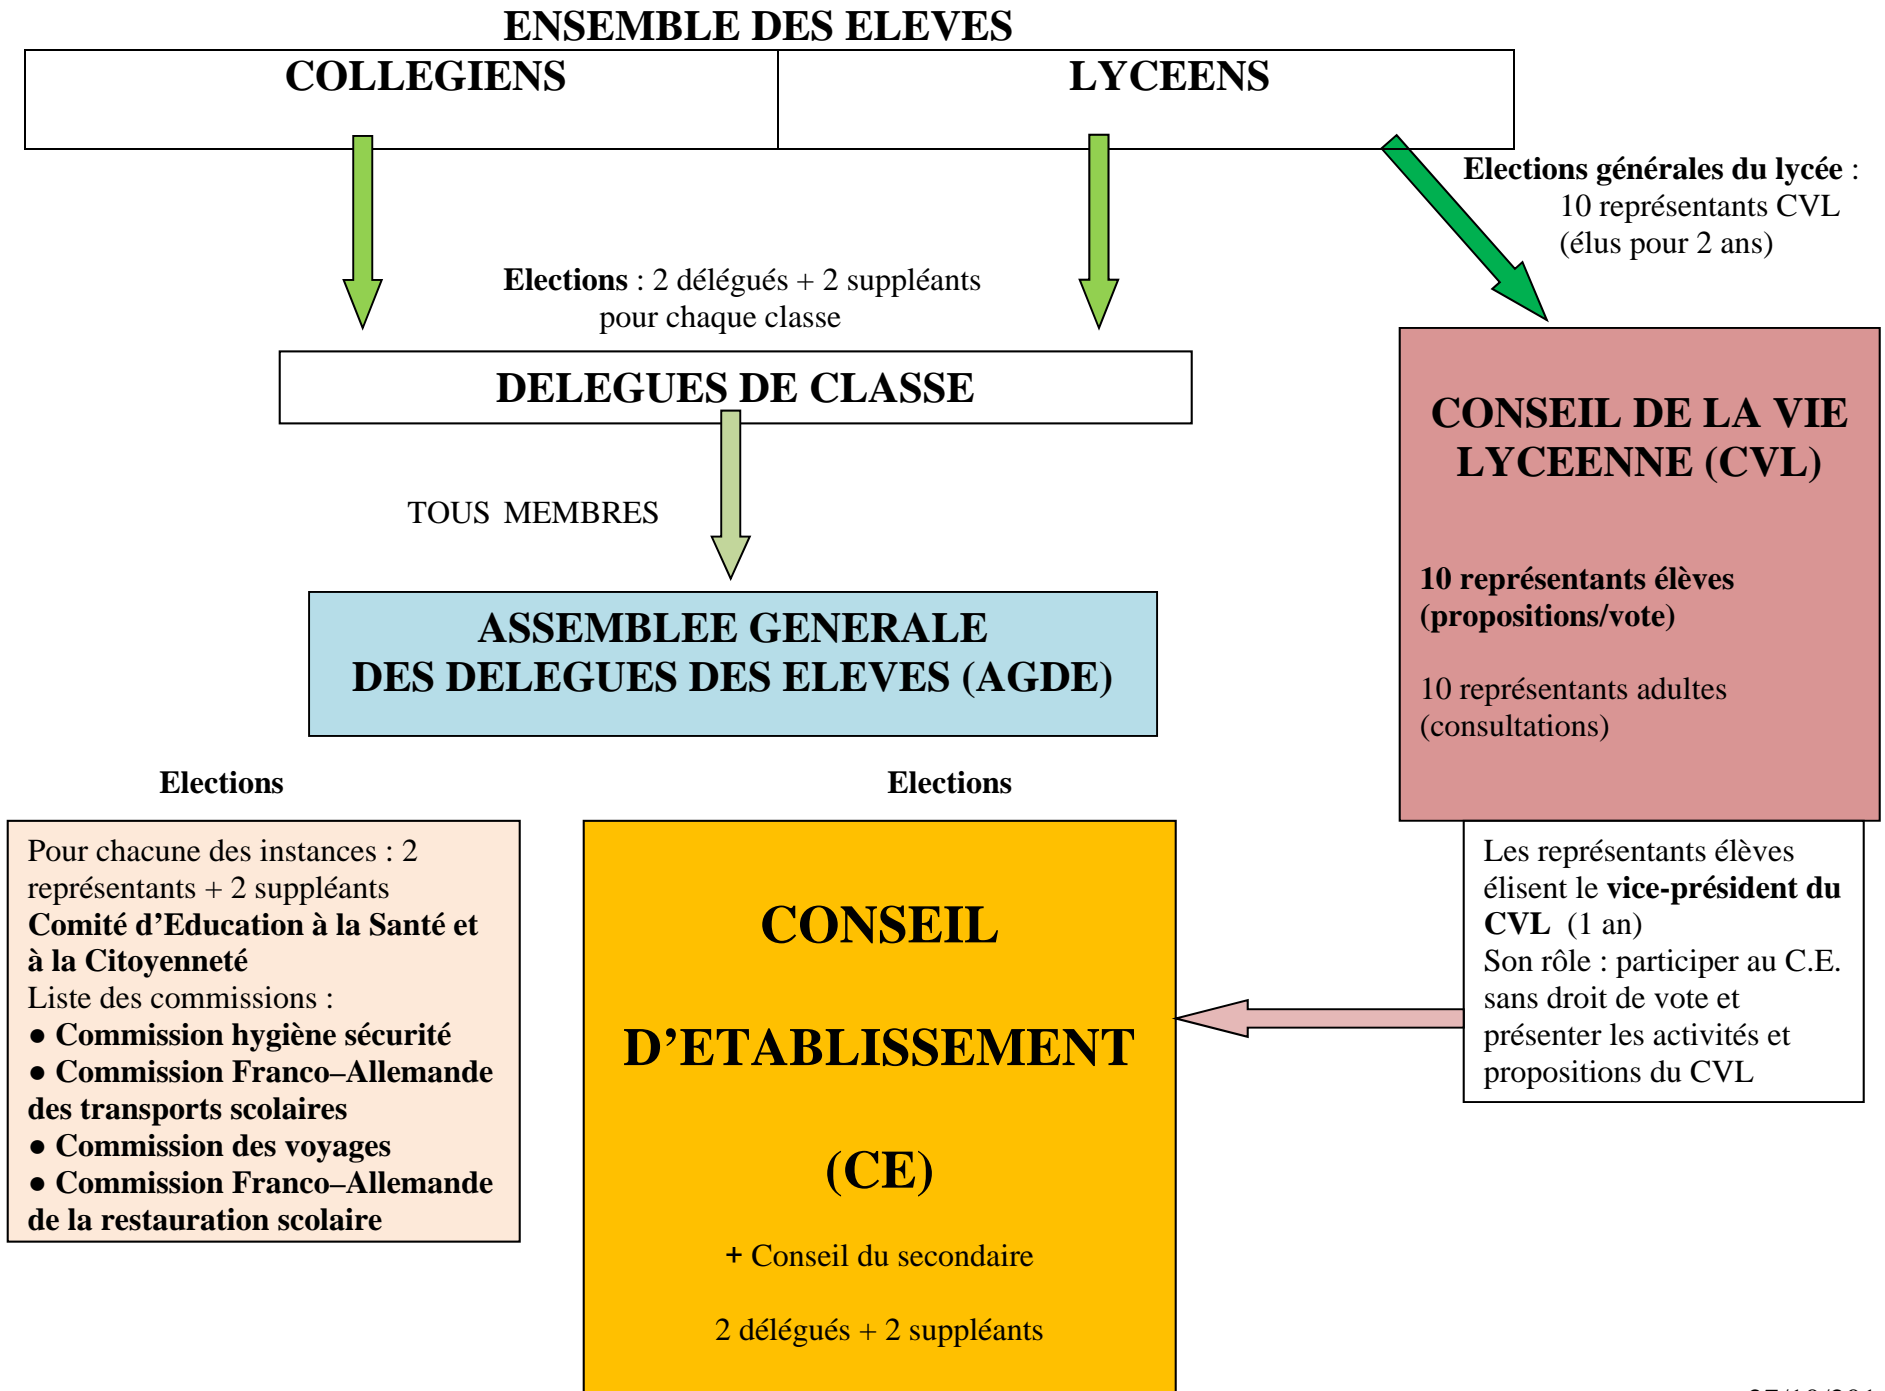 ENSEMBLE DES ELEVES
COLLEGIENS
LYCEENS
Elections générales du lycée :
10 représentants CVL
(élus pour 2 ans)
Elections : 2 délégués + 2 suppléants
pour chaque classe
DELEGUES DE CLASSE
TOUS MEMBRES
ASSEMBLEE GENERALE
DES DELEGUES DES ELEVES (AGDE)
CONSEIL DE LA VIE
LYCEENNE (CVL)
10 représentants élèves
(propositions/vote)
10 représentants adultes
(consultations)
Elections
Elections
Pour chacune des instances : 2
représentants + 2 suppléants
Comité d’Education à la Santé et
à la Citoyenneté
Liste des commissions :
● Commission hygiène sécurité
● Commission Franco–Allemande
des transports scolaires
● Commission des voyages
● Commission Franco–Allemande
de la restauration scolaire
CONSEIL
D’ETABLISSEMENT
(CE)
+ Conseil du secondaire
2 délégués + 2 suppléants
Les représentants élèves
élisent le vice-président du
CVL (1 an)
Son rôle : participer au C.E.
sans droit de vote et
présenter les activités et
propositions du CVL